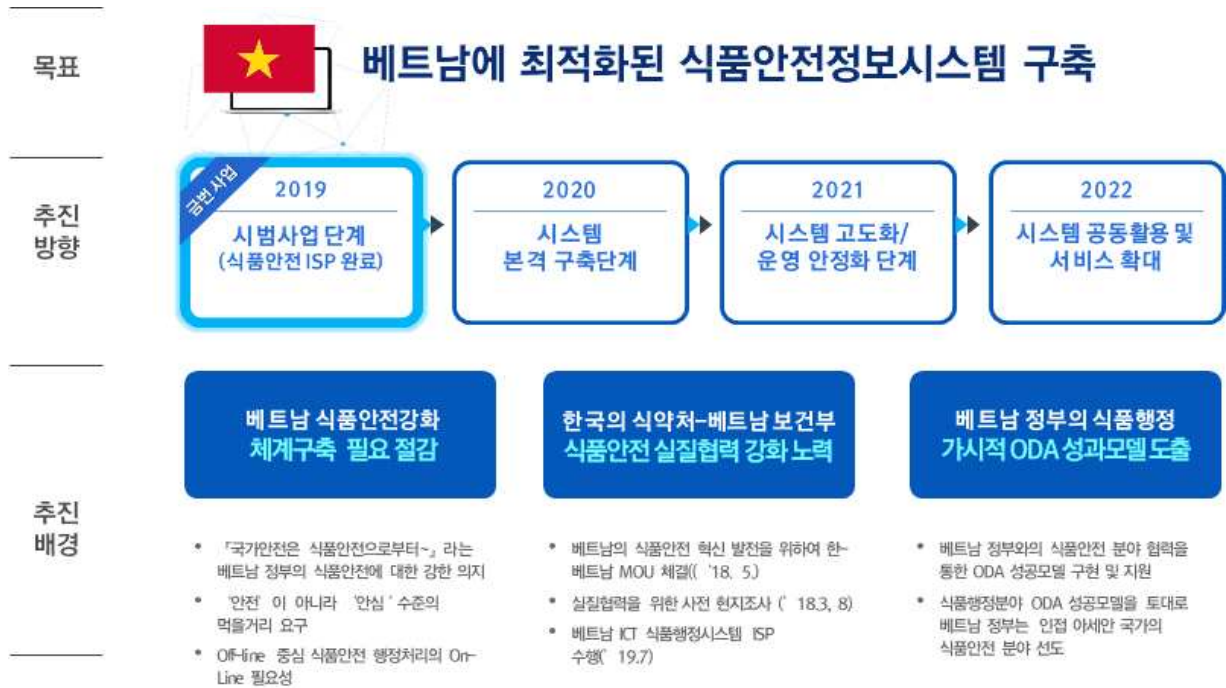 목표
베트남에 최적화된 식품안전정보시스템 구축
추진
방향
금번 사업
2019
시범사업 단계
(식품안전 ISP 완료)
2020
시스템
본격 구축단계
2021
시스템 고도화/
운영 안정화 단계
2022
시스템 공동활용 및
서비스 확대
추진
배경
베트남 식품안전강화
체계구축 필요 절감
한국의 식약처-베트남 보건부
식품안전 실질협력 강화 노력
베트남 정부의 식품행정
가시적 ODA 성과모델 도출
• 『국가안전은 식품안전으로부터~』 라는
베트남 정부의 식품안전에 대한 강한 의지
• '안전' 이 아니라 '안심' 수준의
먹을거리 요구
• Off-line 중심 식품안전 행정처리의 On-
Line 필요성
• 베트남의 식품안전 혁신 발전을 위하여 한-
베트남 MOU 체결(( '18. 5.)
• 실질협력을 위한 사전 현지조사 (' 18.3, 8)
• 베트남 ICT 식품행정시스템 ISP
수행(' 19.7)
• 베트남 정부와의 식품안전 분야 협력을
통한 ODA 성공모델 구현 및 지원
• 식품행정분야 ODA 성공모델을 토대로
베트남 정부는 인접 아세안 국가의
식품안전 분야 선도